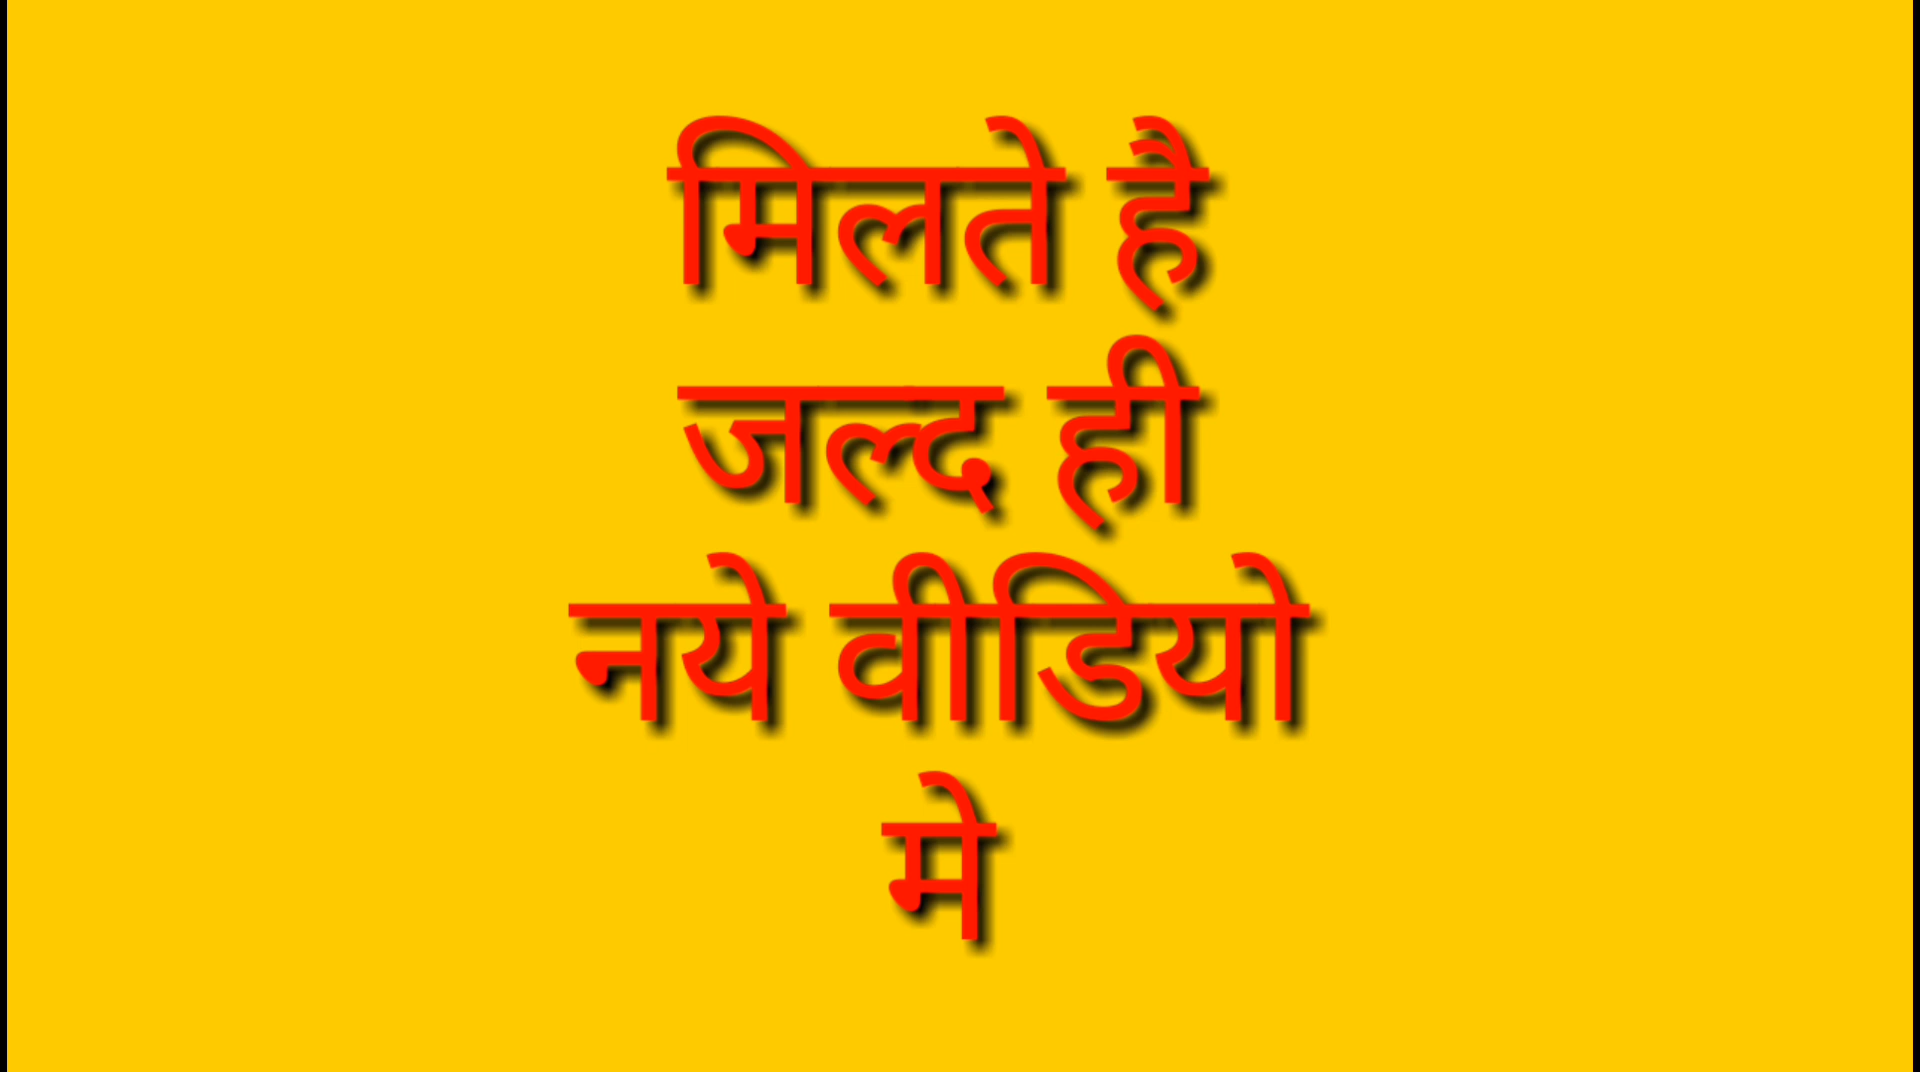 मिलते है
जल्द ही
नये वीडियो
मे